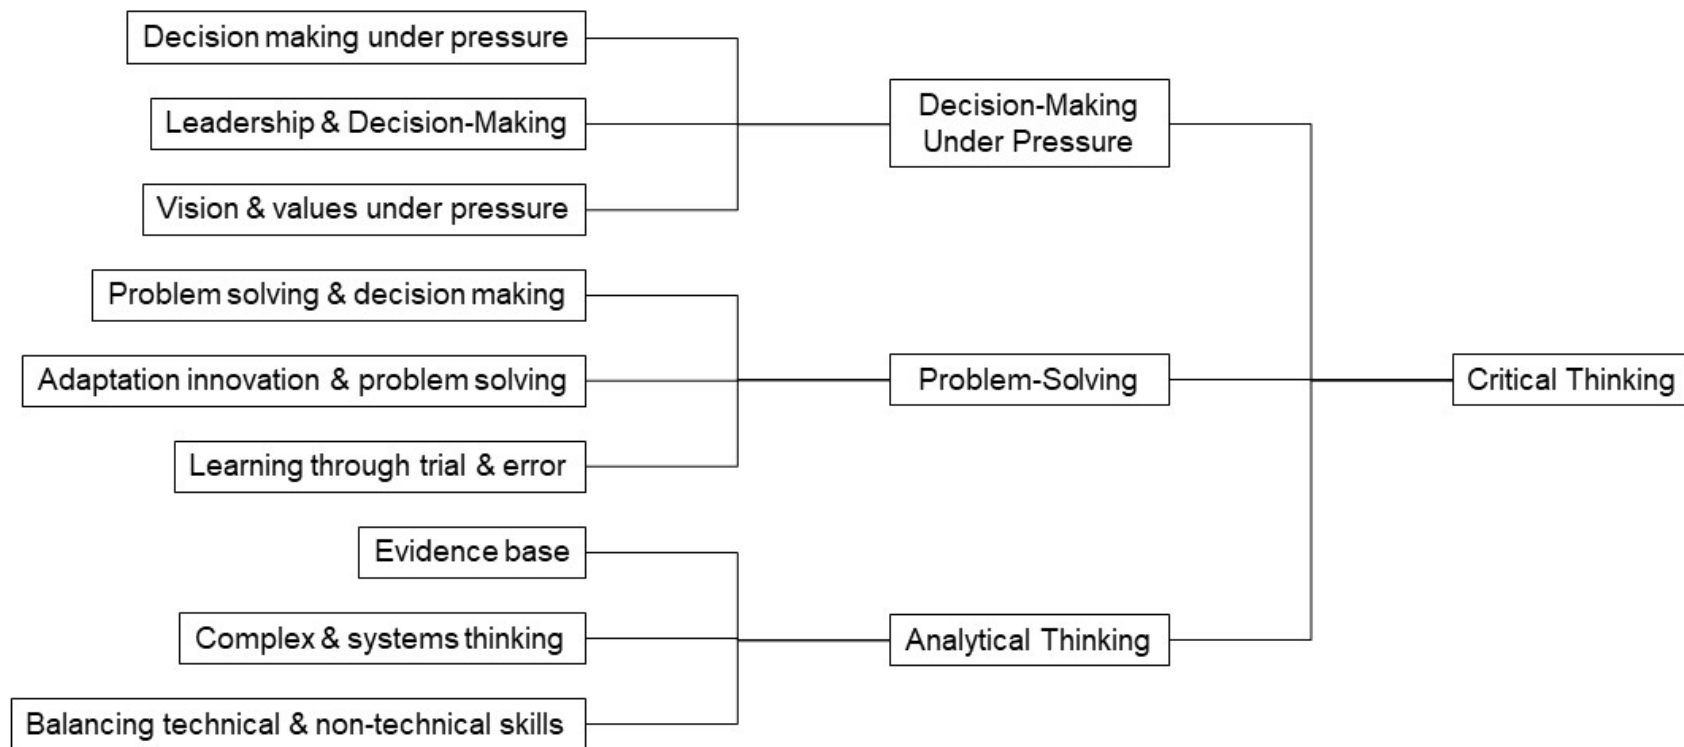 Decision making under pressure
Leadership & Decision-Making
Vision & values under pressure
Problem solving & decision making
Adaptation innovation & problem solving
Learning through trial & error
Evidence base
Complex & systems thinking
Balancing technical & non-technical skills
Decision-Making
Under Pressure
Problem-Solving
Analytical Thinking
Critical Thinking